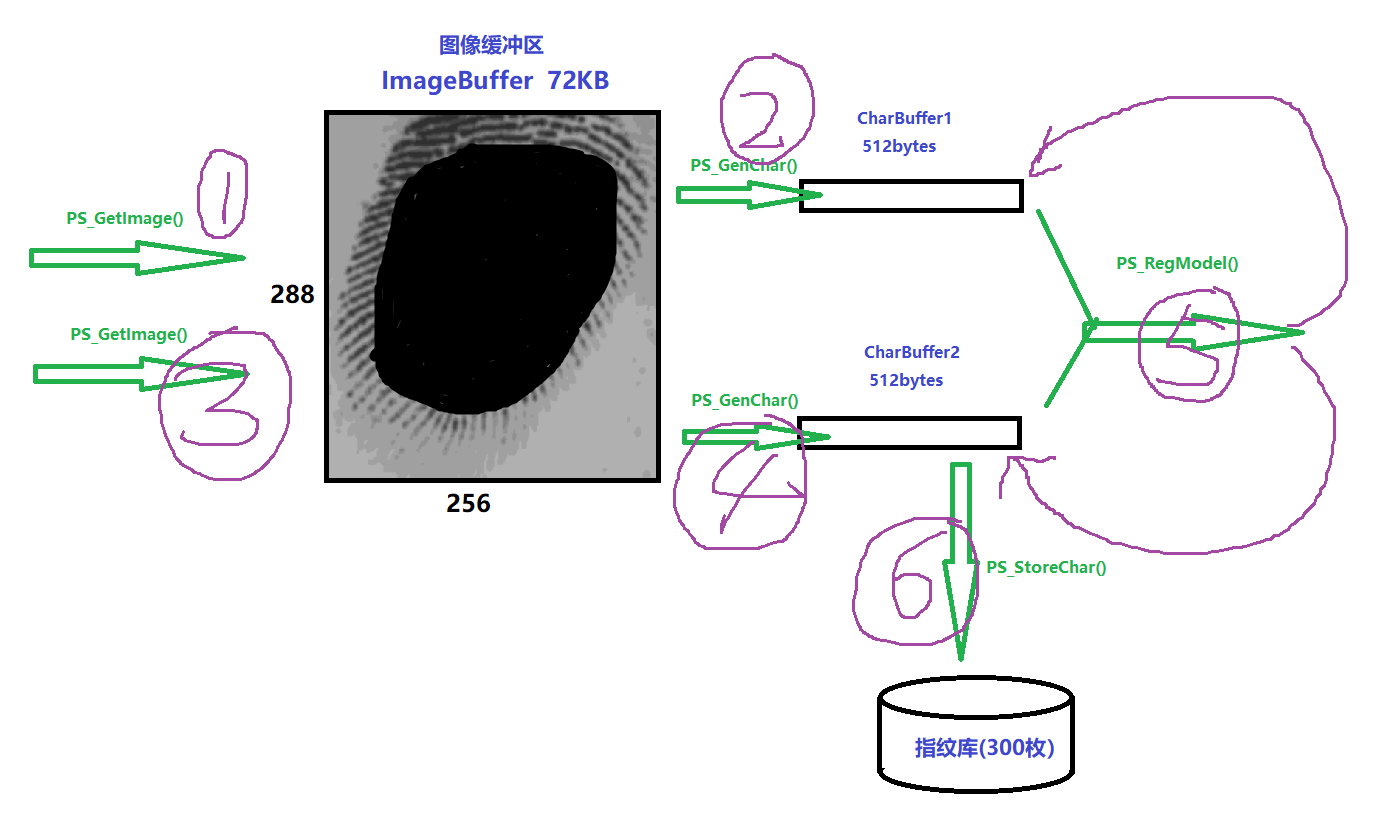 图像缓冲区
ImageBuffer 72KB
1
PS_GetImage()
288
PS_GetImage()
3
256
2
PS_GenChar()
CharBuffer1
512bytes
PS_RegModel()
5
CharBuffer2
512bytes
PS_GenChar()
4
6
PS_StoreChar()
指纹库(300枚)